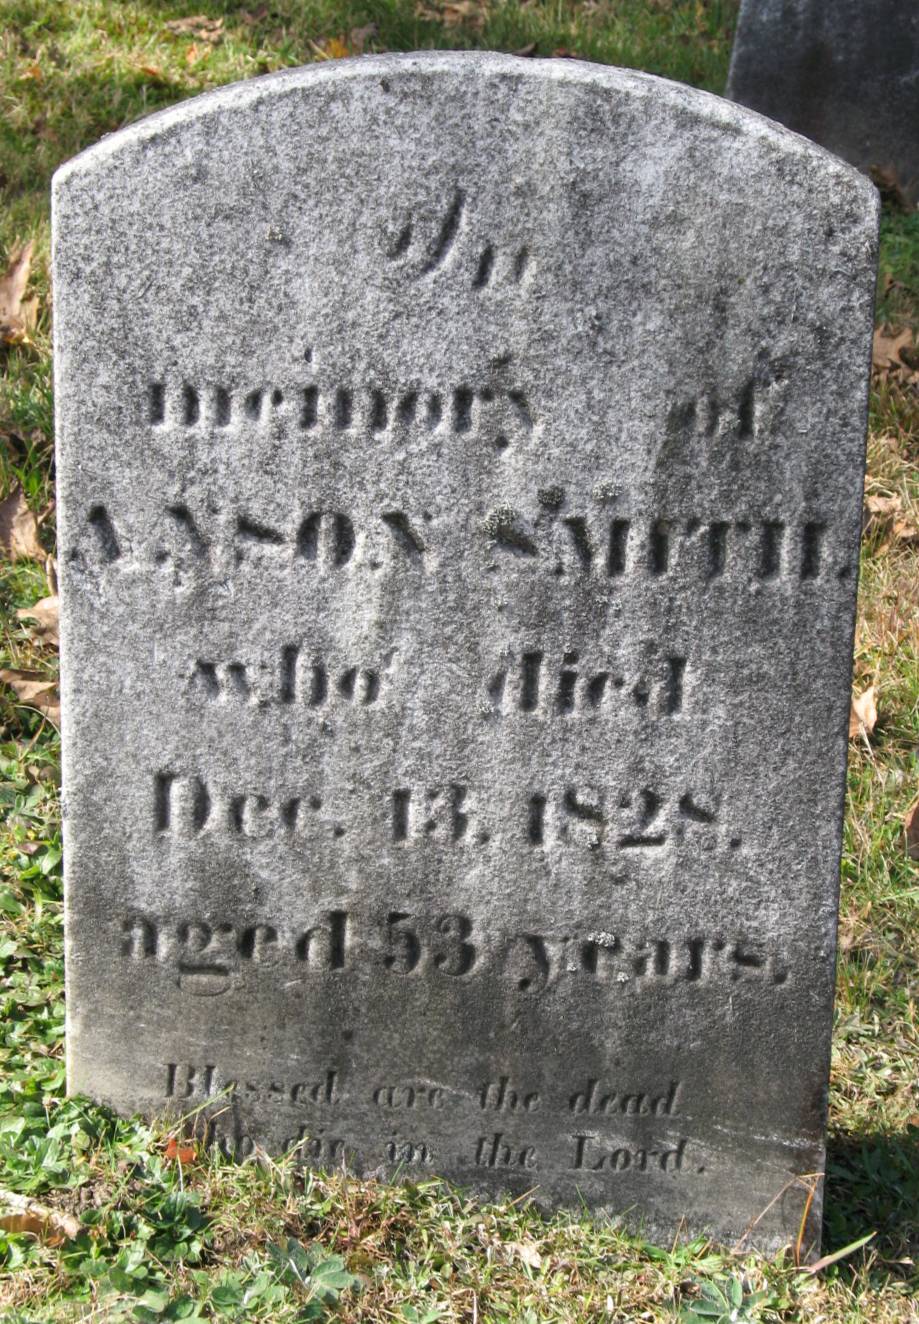 In
memory of
ANSON SMITH.
who died
Dec. 13. 1828.
aged 53 years.
Blessed are the dead
who die in the Lord.